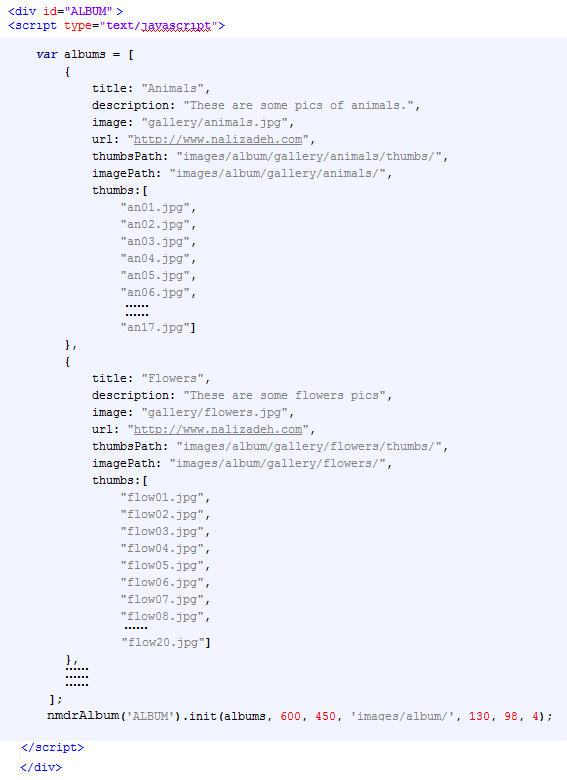 <div id="ALBUM" >
<script type="text/javascript">
var albums = [
{
title: "Animals",
description: "These are some pics of animals.",
image: "gallery/animals.jpg",
url: "http://www.nalizadeh.com",
thumbsPath: "images/album/gallery/animals/thumbs/",
imagePath: "images/album/gallery/animals/",
thumbs:[
"an01.jpg",
"an02.jpg",
"an03.jpg",
"an04.jpg",
"an05.jpg",
"an06.jpg",
......
......
"an17.jpg"]
},
{
title: "Flowers",
description: "These are some flowers pics",
image: "gallery/flowers.jpg",
url: "http://www.nalizadeh.com",
thumbsPath: "images/album/gallery/flowers/thumbs/",
imagePath: "images/album/gallery/flowers/",
thumbs:[
"flow01.jpg",
"flow02.jpg",
"flow03.jpg",
"flow04.jpg",
"flow05.jpg",
"flow06.jpg",
"flow07.jpg",
"flow08.jpg",
......
"flow20.jpg"]
},
......
......
......
];
nmdrAlbum('ALBUM').init(albums, 600, 450, 'images/album/', 130, 98, 4);
</script>
</div>